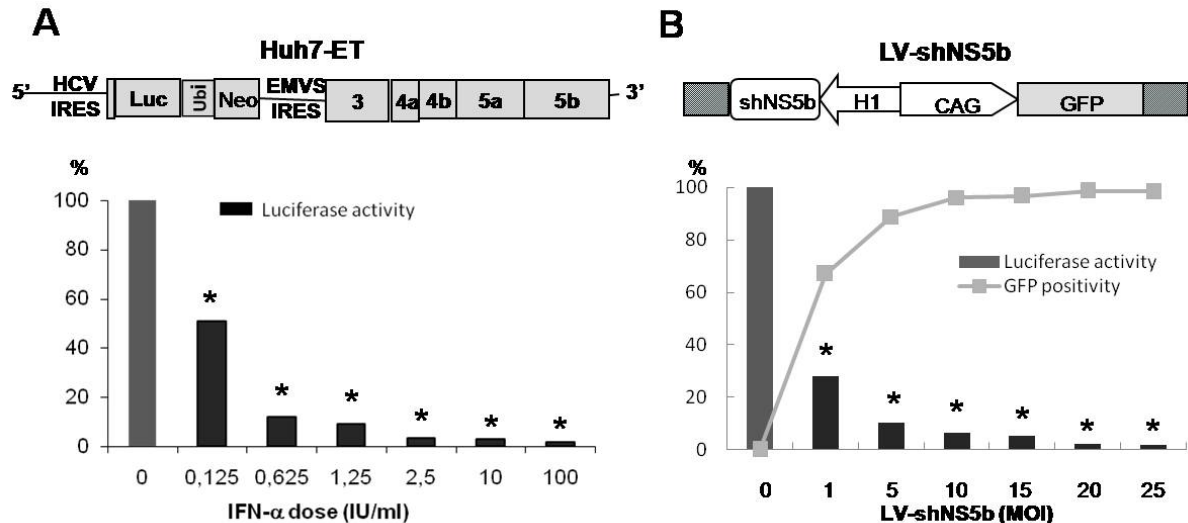 A
Huh7-ET
5' HCV IRES Luc Ubi Neo EMVS IRES 3 4a 4b 5a 5b 3'
%
100
80
60
40
20
0
Luciferase activity
* * * * * *
0 0,125 0,625 1,25 2,5 10 100
IFN-α dose (IU/ml)
B
LV-shNS5b
shNS5b H1 CAG GFP
%
100
80
60
40
20
0
Luciferase activity
GFP positivity
* * * * * *
0 1 5 10 15 20 25
LV-shNS5b (MOI)